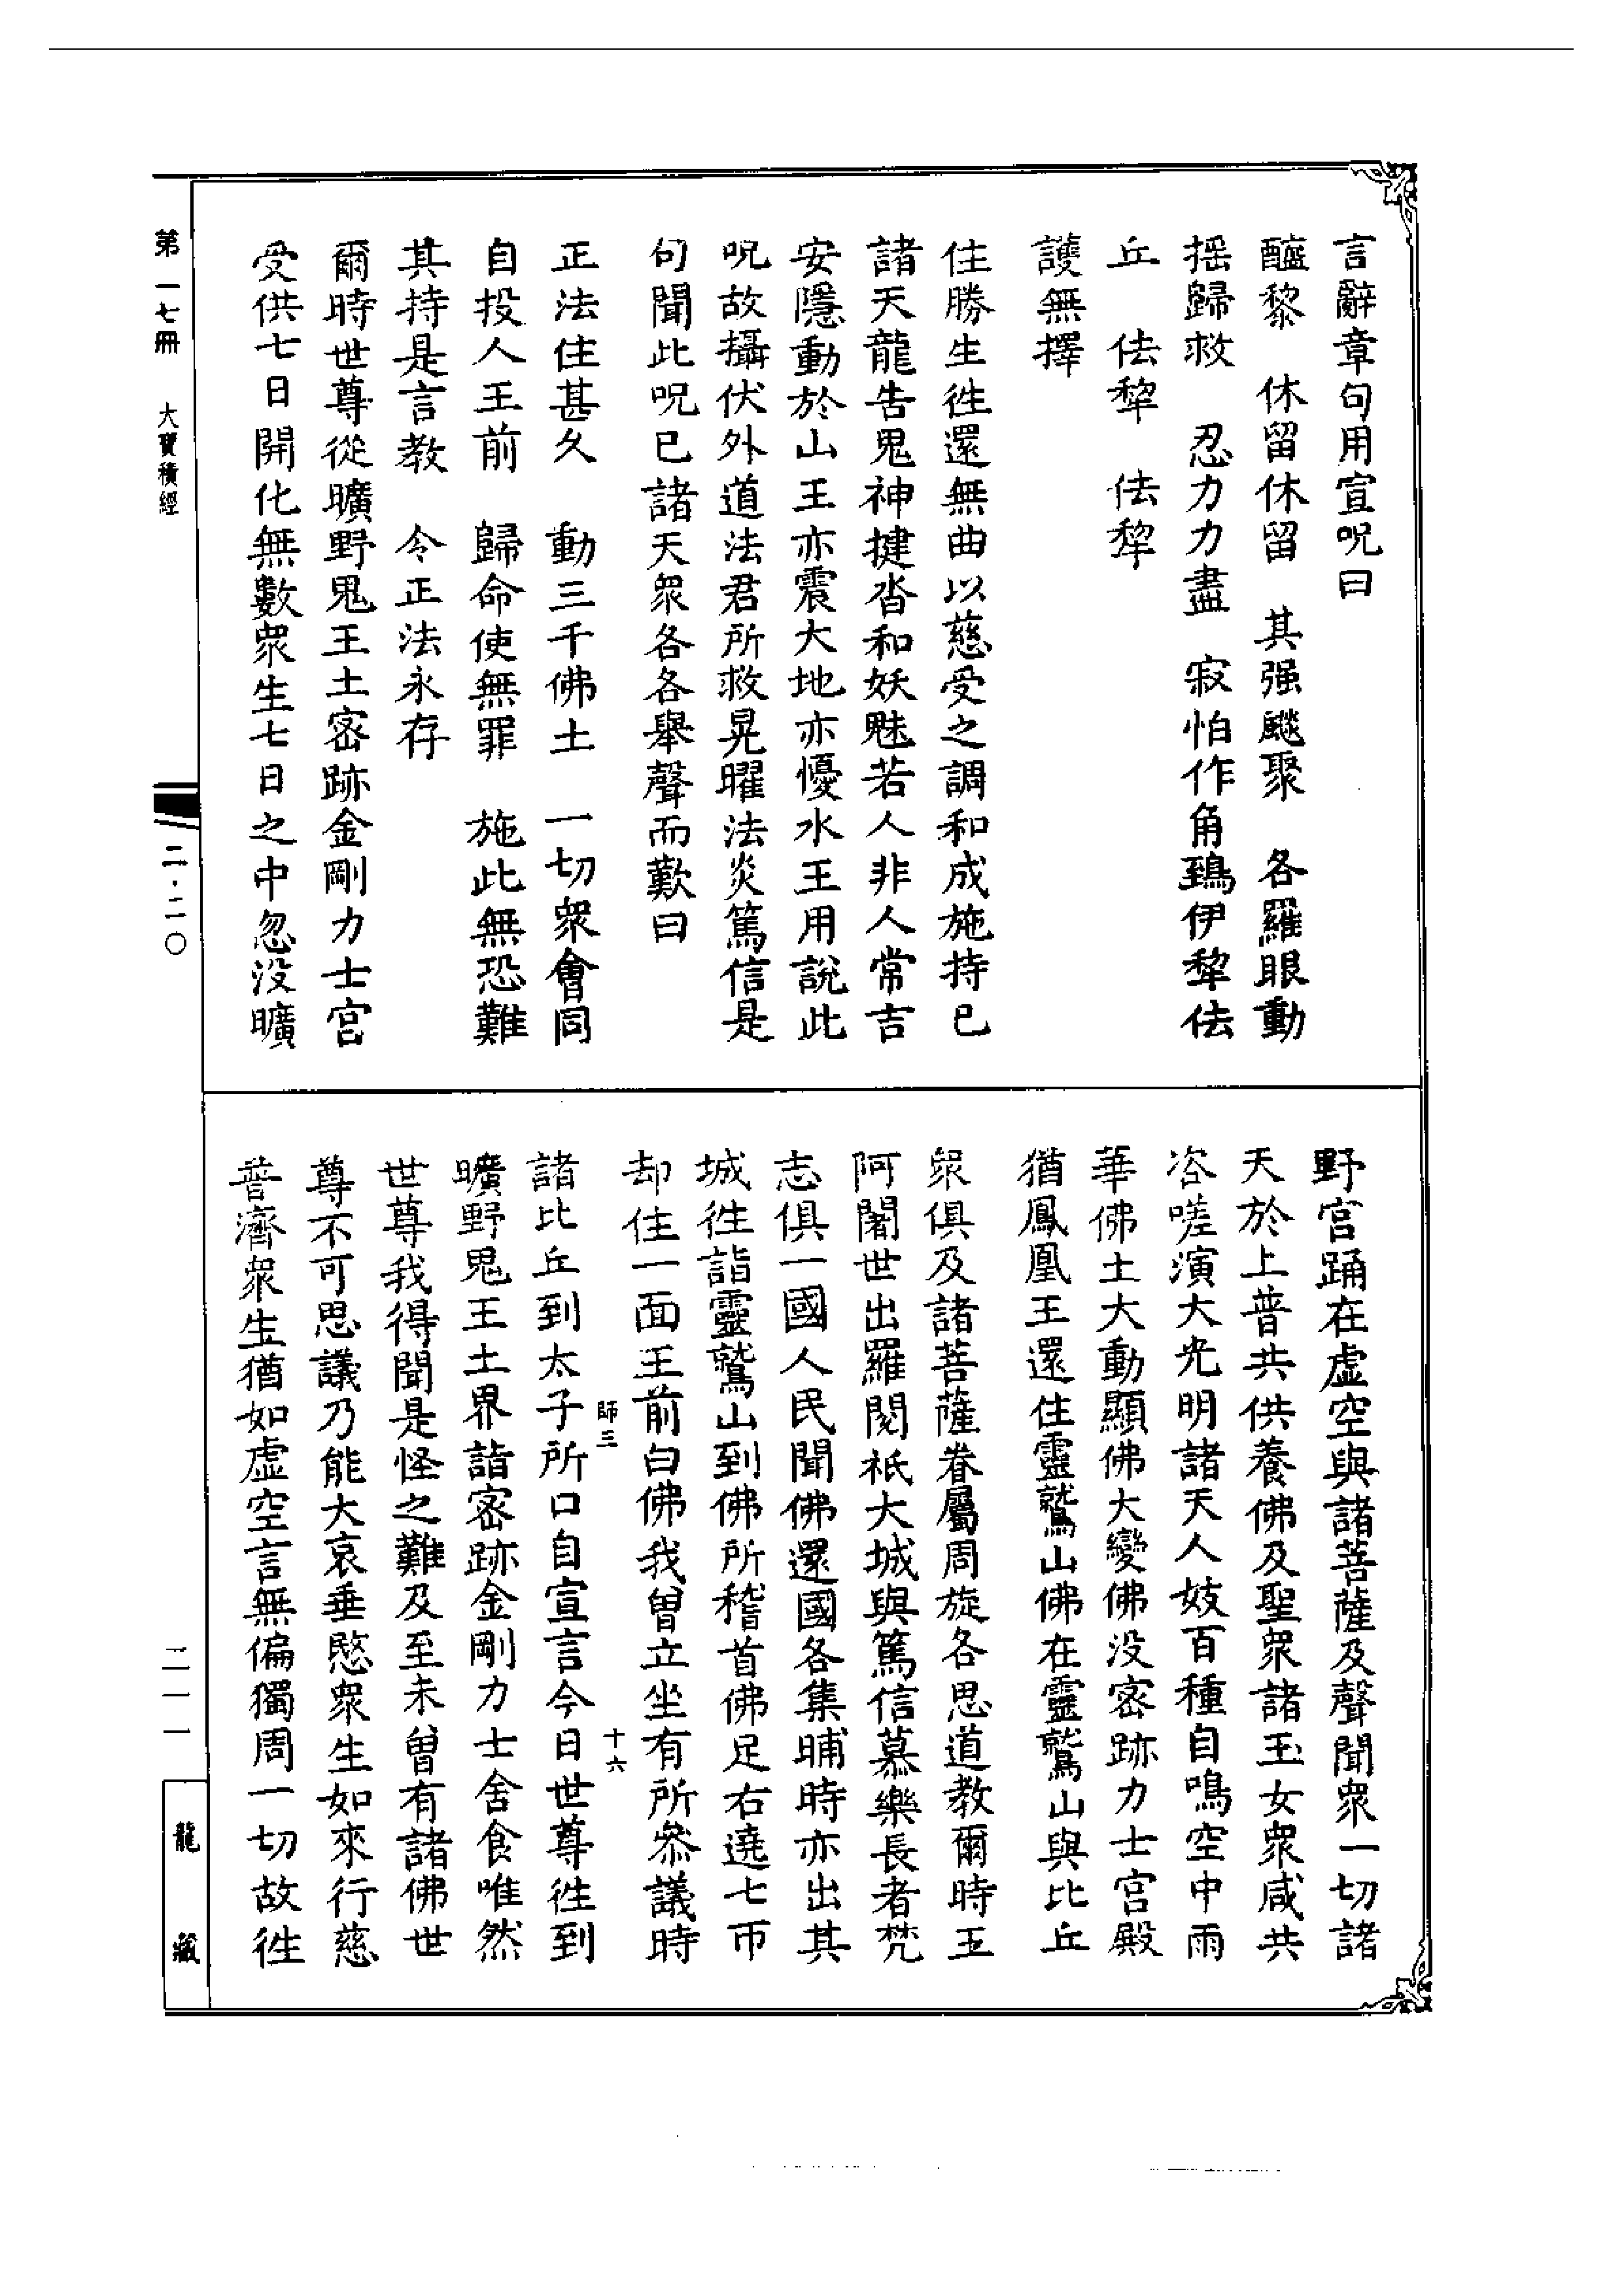 言辭章句用宣呪曰
醯黎　休留休留　其强颰聚　各羅眼動
摇歸救　忍力力盡　寂怕作角鵄伊犂佉
丘　佉犂　佉犂
護無擇
住勝生徃還無曲以慈受之調和成施持已
諸天龍告鬼神揵沓和妖魅若人非人常吉
安隱動於山王亦震大地亦懮水王用說此
呪故攝伏外道法君所救晃曜法炎篤信是
句聞此呪已諸天衆各各舉聲而歎曰
正法住甚久　動三千佛土　一切衆會同
自投人王前　歸命使無罪　施此無恐難
其持是言教　令正法永存
爾時世尊從曠野鬼王土密跡金剛力士宫
受供七日開化無數衆生七日之中忽没曠
野宫踊在虚空與諸菩薩及聲聞衆一切諸
天於上普共供養佛及聖衆諸玉女衆咸共
咨嗟演大光明諸天人妓百種自鳴空中雨
華佛土大動顯佛大變佛没密跡力士宫殿
猶鳳凰王還住靈鷲山佛在靈鷲山與比丘
衆俱及諸菩薩眷屬周旋各思道教爾時王
阿闍世出羅閱祇大城與篤信慕樂長者梵
志俱一國人民聞佛還國各集晡時亦出其
城徃詣靈鷲山到佛所稽首佛足右遶七帀
却住一面王前白佛我曾立坐有所叅議時
師三
十六
諸比丘到太子所口自宣言今日世尊徃到
曠野鬼王土界詣密跡金剛力士舍食唯然
世尊我得聞是怪之難及至未曾有諸佛世
尊不可思議乃能大哀垂愍衆生如來行慈
普濟衆生猶如虚空言無偏獨周一切故徃
第一七冊
大寶積經
二·二〇
二一一
龍藏